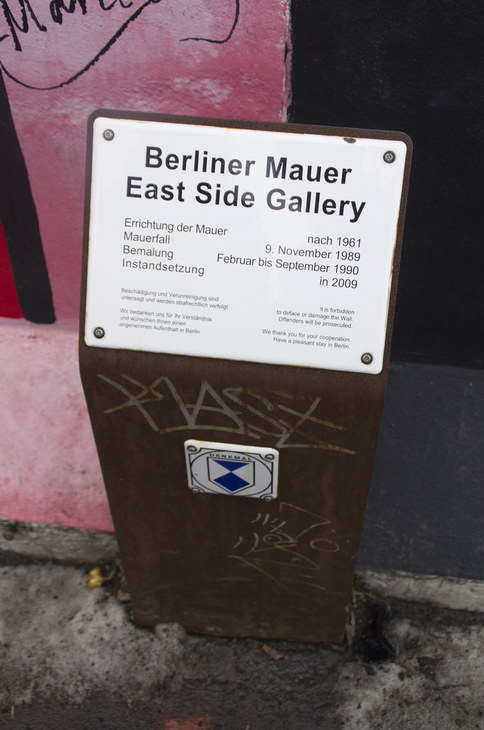 Berliner Mauer
East Side Gallery
Errichtung der Mauer nach 1961
Mauerfall 9. November 1989
Bemalung Februar bis September 1990
Instandsetzung in 2009
Beschädigung und Verunreinigung sind
untersagt und werden strafrechtlich verfolgt.
Wir bedanken uns für Ihr Verständnis
und wünschen Ihnen einen
angenehmen Aufenthalt in Berlin
It is forbidden
to deface or damage the Wall.
Offenders will be prosecuted.
We thank you for your cooperation.
Have a pleasant stay in Berlin.
DENKMAL